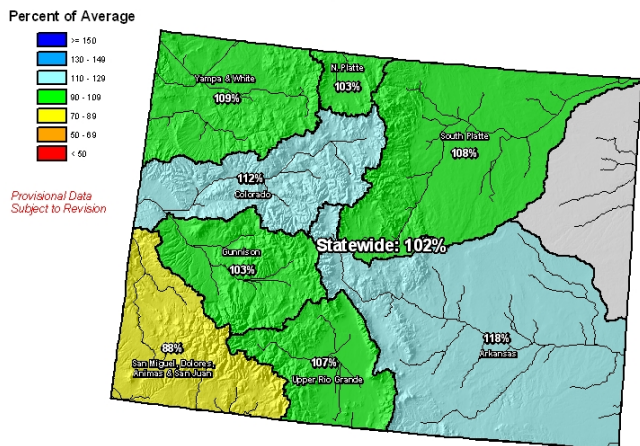 Percent of Average
>= 150
130 - 149
110 - 129
90 - 109
70 - 89
50 - 69
< 50
Provisional Data
Subject to Revision
Yampa & White
109%
N. Platte
103%
South Platte
108%
112%
Colorado
Statewide: 102%
Gunnison
103%
118%
Arkansas
88%
San Miguel, Dolores,
Animas & San Juan
107%
Upper Rio Grande